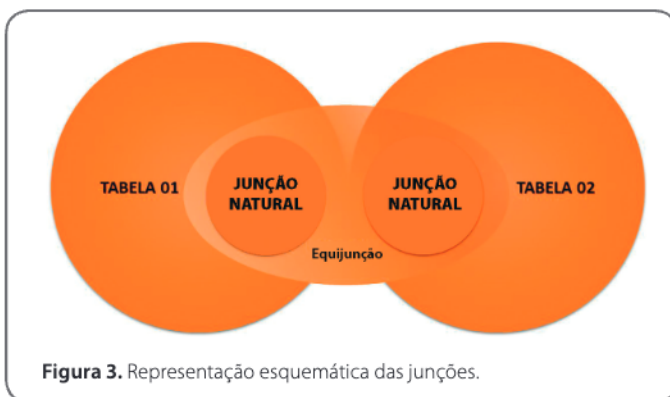 TABELA 01
JUNÇÃO
NATURAL
JUNÇÃO
NATURAL
TABELA 02
Equijunção
Figura 3. Representação esquemática das junções.